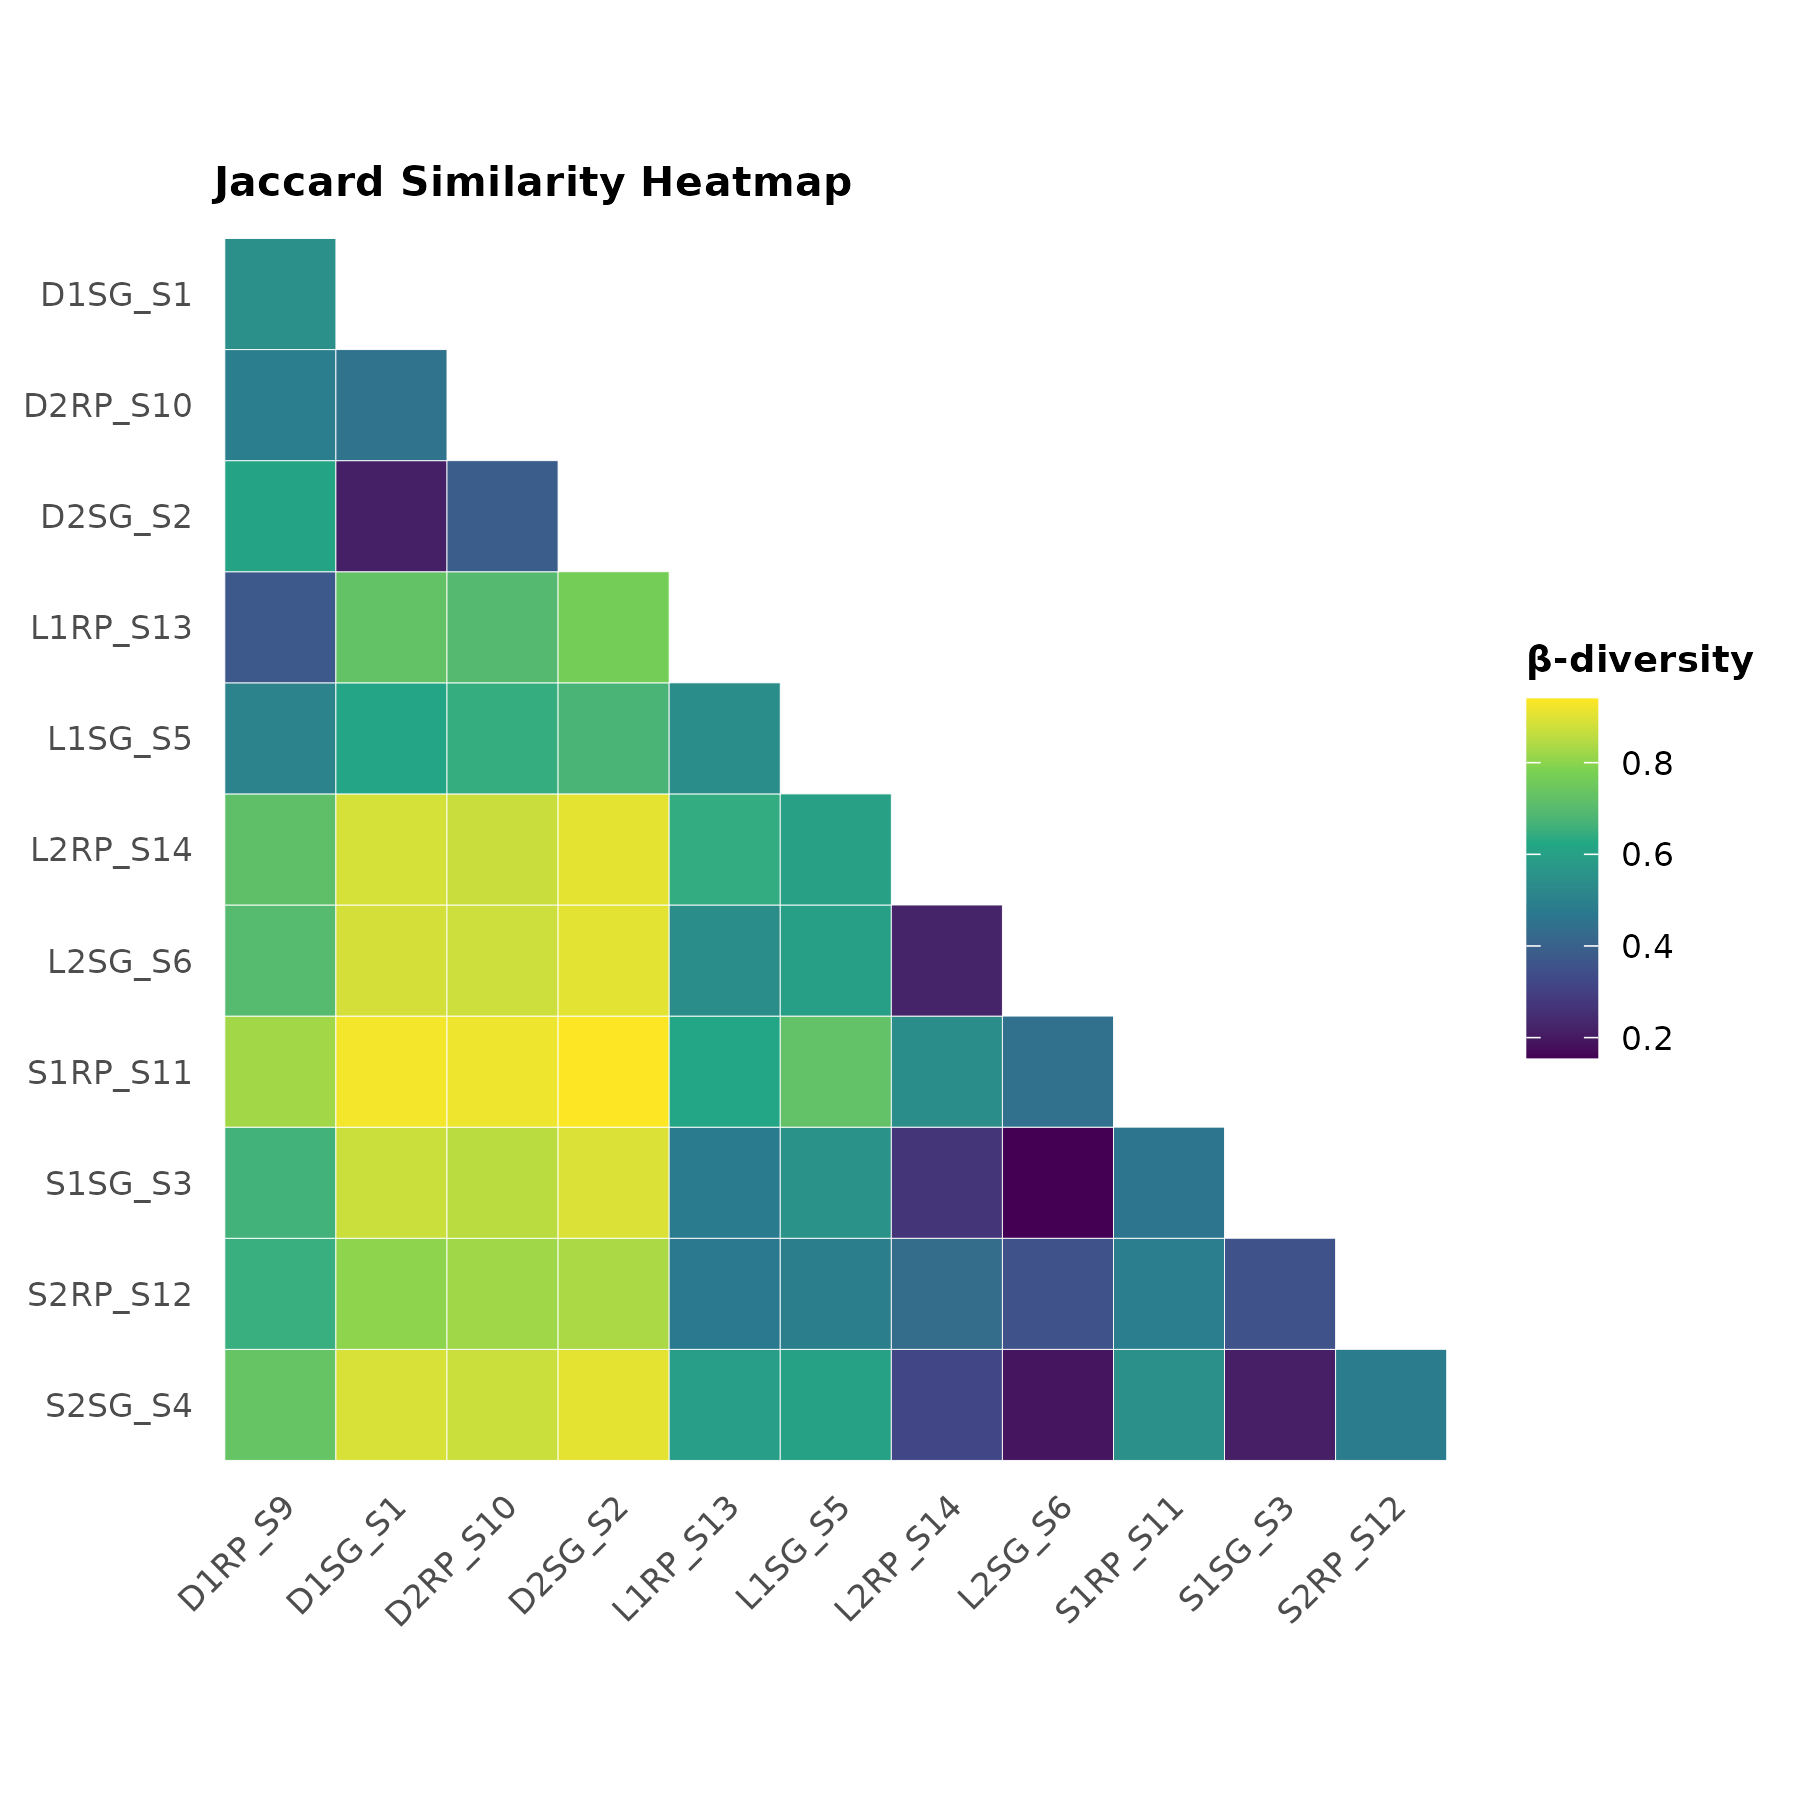 Jaccard Similarity Heatmap
D1SG_S1
D2RP_S10
D2SG_S2
L1RP_S13
L1SG_S5
L2RP_S14
L2SG_S6
S1RP_S11
S1SG_S3
S2RP_S12
S2SG_S4
D1RP_S9
D1SG_S1
D2RP_S10
D2SG_S2
L1RP_S13
L1SG_S5
L2RP_S14
L2SG_S6
S1RP_S11
S1SG_S3
S2RP_S12
β-diversity
0.8
0.6
0.4
0.2